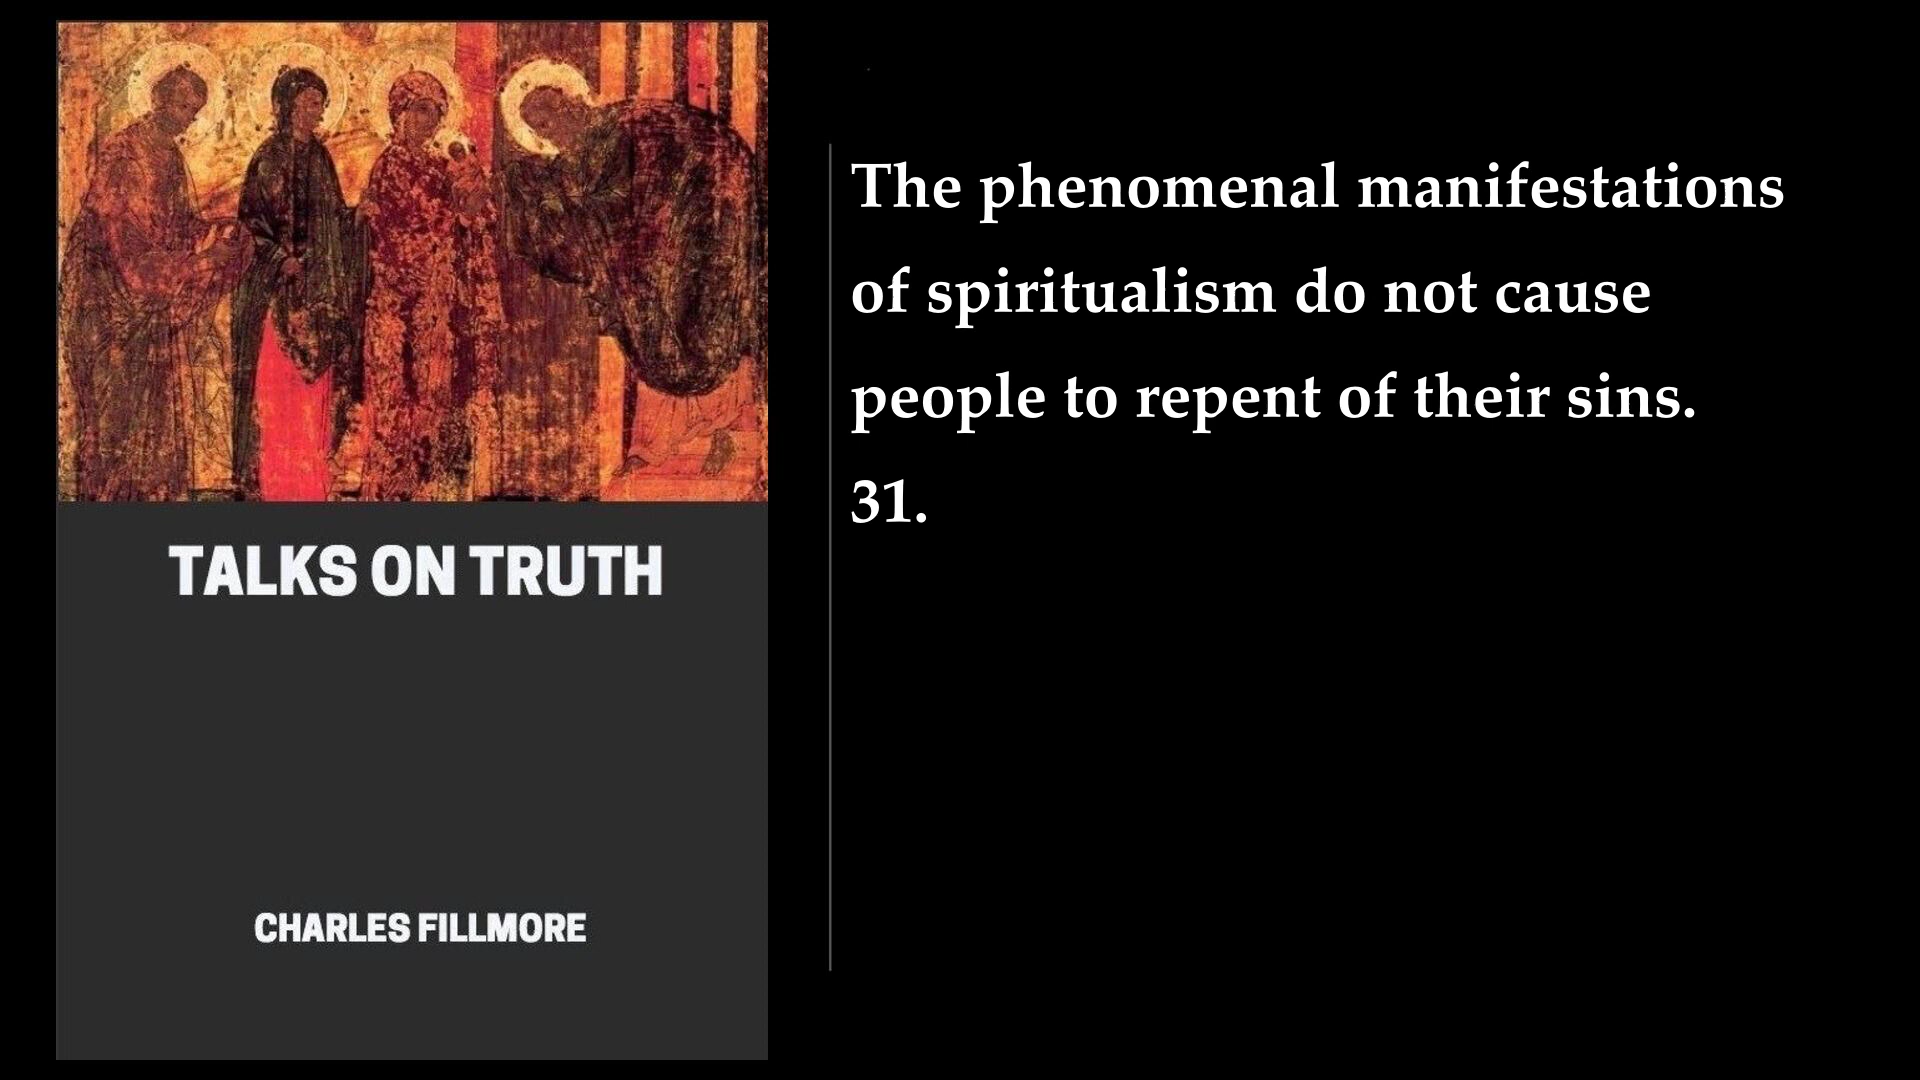 TALKS ON TRUTH
CHARLES FILLMORE
The phenomenal manifestations
of spiritualism do not cause
people to repent of their sins.
31.